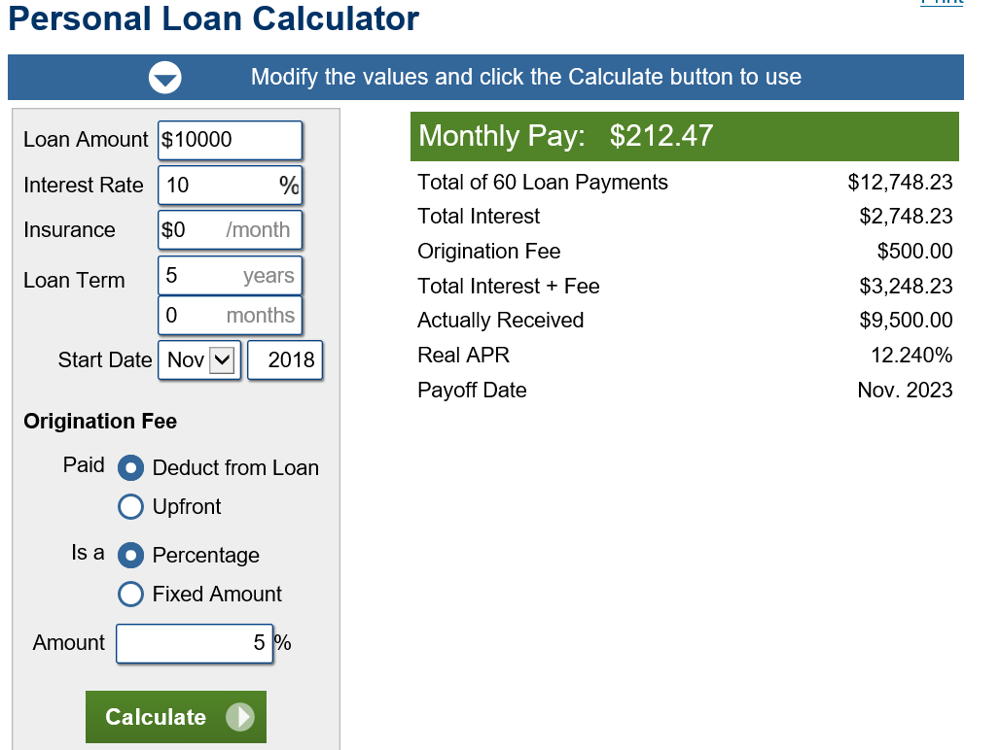 Personal Loan Calculator
Modify the values and click the Calculate button to use
Loan Amount $10000
Interest Rate 10 %
Insurance $0 /month
Loan Term 5 years
0 months
Start Date Nov 2018
Origination Fee
Paid Deduct from Loan
Upfront
Is a Percentage
Fixed Amount
Amount 5 %
Calculate
Monthly Pay: $212.47
Total of 60 Loan Payments $12,748.23
Total Interest $2,748.23
Origination Fee $500.00
Total Interest + Fee $3,248.23
Actually Received $9,500.00
Real APR 12.240%
Payoff Date Nov. 2023